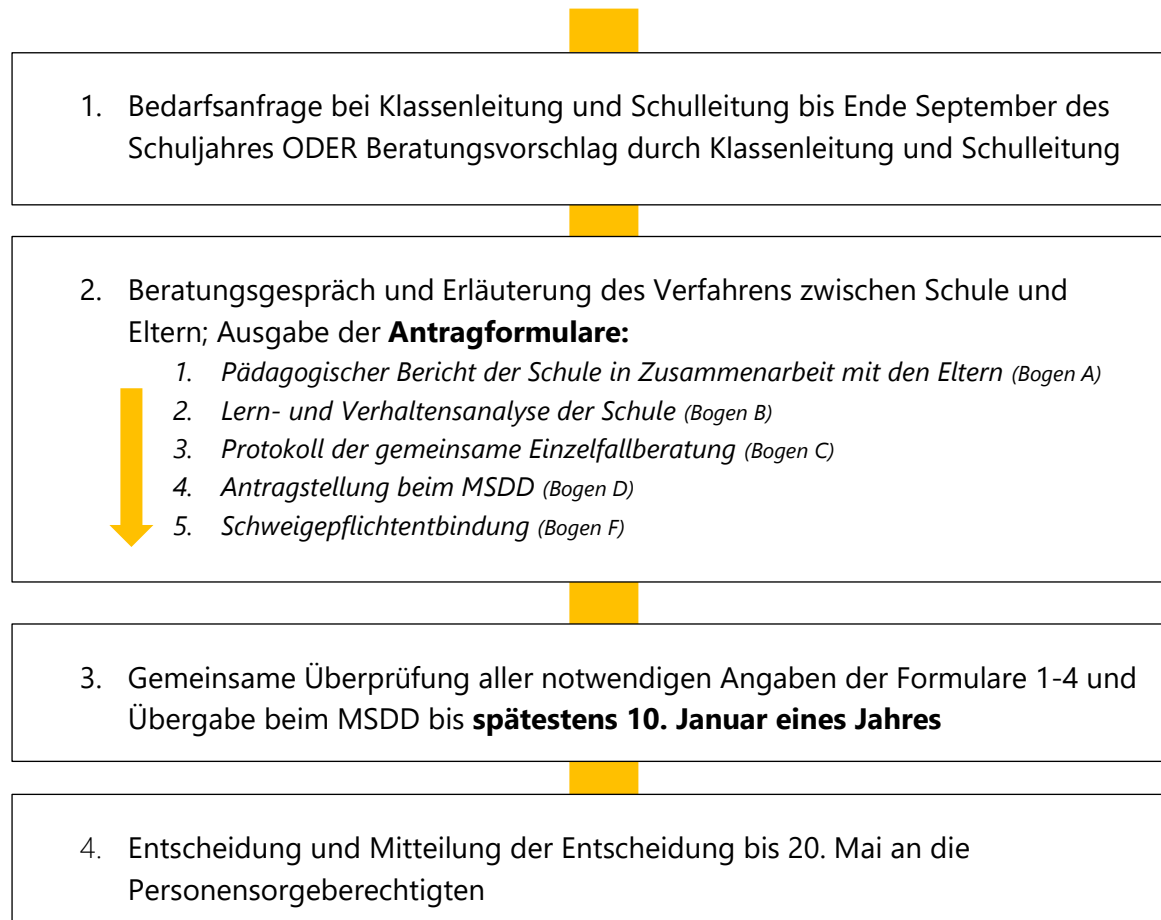 1. Bedarfsanfrage bei Klassenleitung und Schulleitung bis Ende September des
Schuljahres ODER Beratungsvorschlag durch Klassenleitung und Schulleitung
2. Beratungsgespräch und Erläuterung des Verfahrens zwischen Schule und
Eltern; Ausgabe der Antragformulare:
1. Pädagogischer Bericht der Schule in Zusammenarbeit mit den Eltern (Bogen A)
2. Lern- und Verhaltensanalyse der Schule (Bogen B)
3. Protokoll der gemeinsame Einzelfallberatung (Bogen C)
4. Antragstellung beim MSDD (Bogen D)
5. Schweigepflichtentbindung (Bogen F)
3. Gemeinsame Überprüfung aller notwendigen Angaben der Formulare 1-4 und
Übergabe beim MSDD bis spätestens 10. Januar eines Jahres
4. Entscheidung und Mitteilung der Entscheidung bis 20. Mai an die
Personensorgeberechtigten